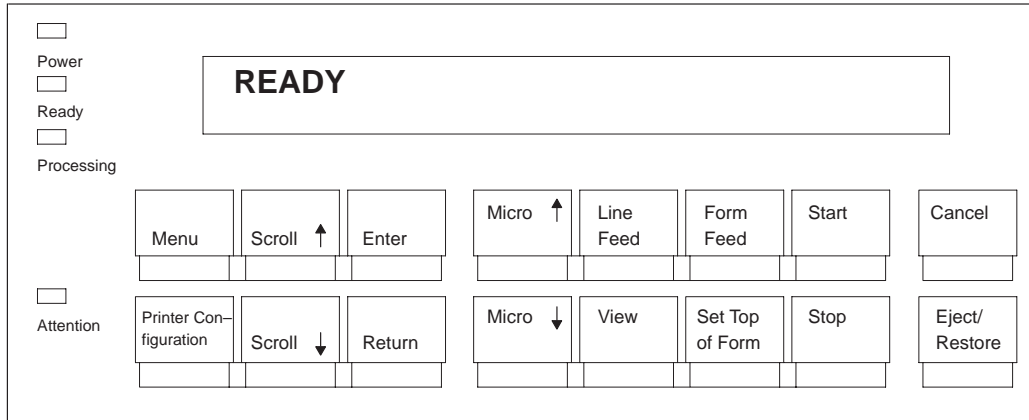 Power
READY
Ready
Processing
Menu
Scroll
Enter
Micro
Line
Feed
Form
Feed
Start
Cancel
Attention
Printer Con–
figuration
Scroll
Return
Micro
View
Set Top
of Form
Stop
Eject/
Restore